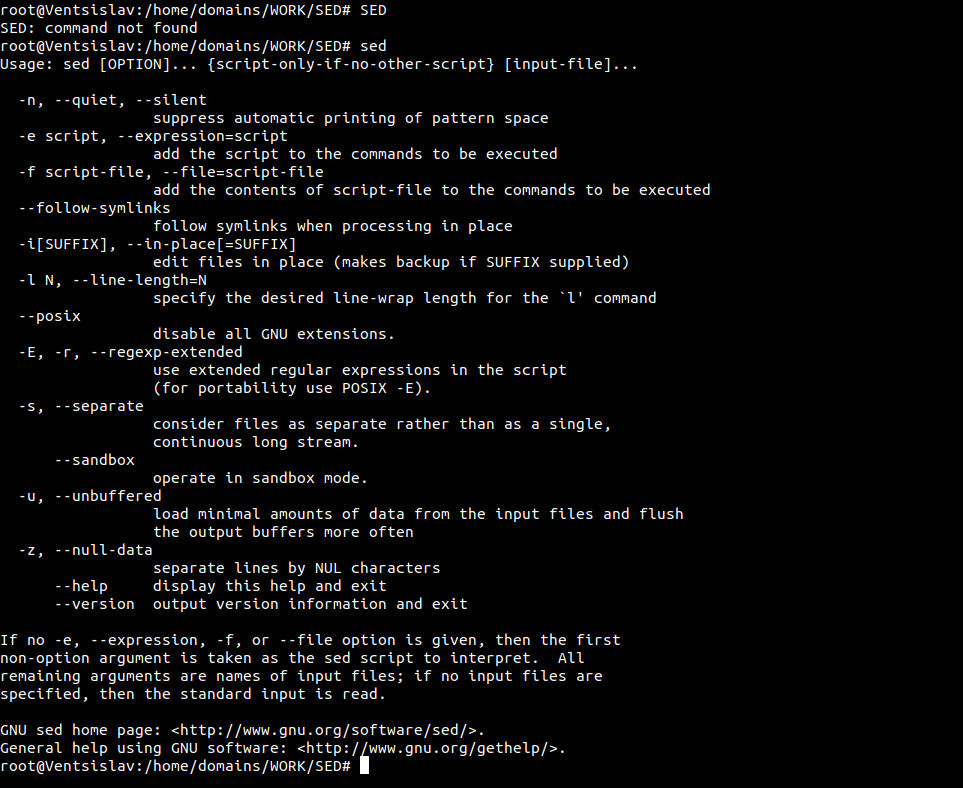 root@Ventsislav:/home/domains/WORK/SED# SED
SED: command not found
root@Ventsislav:/home/domains/WORK/SED# sed
Usage: sed [OPTION]... {script-only-if-no-other-script} [input-file]...

  -n, --quiet, --silent
                 suppress automatic printing of pattern space
  -e script, --expression=script
                 add the script to the commands to be executed
  -f script-file, --file=script-file
                 add the contents of script-file to the commands to be executed
  --follow-symlinks
                 follow symlinks when processing in place
  -i[SUFFIX], --in-place[=SUFFIX]
                 edit files in place (makes backup if SUFFIX supplied)
  -l N, --line-length=N
                 specify the desired line-wrap length for the `l' command
  --posix
                 disable all GNU extensions.
  -E, -r, --regexp-extended
                 use extended regular expressions in the script
                 (for portability use POSIX -E).
  -s, --separate
                 consider files as separate rather than as a single,
                 continuous long stream.
      --sandbox
                 operate in sandbox mode.
  -u, --unbuffered
                 load minimal amounts of data from the input files and flush
                 the output buffers more often
  -z, --null-data
                 separate lines by NUL characters
      --help     display this help and exit
      --version  output version information and exit

If no -e, --expression, -f, or --file option is given, then the first
non-option argument is taken as the sed script to interpret.  All
remaining arguments are names of input files; if no input files are
specified, then the standard input is read.

GNU sed home page: <http://www.gnu.org/software/sed/>.
General help using GNU software: <http://www.gnu.org/gethelp/>.
root@Ventsislav:/home/domains/WORK/SED#